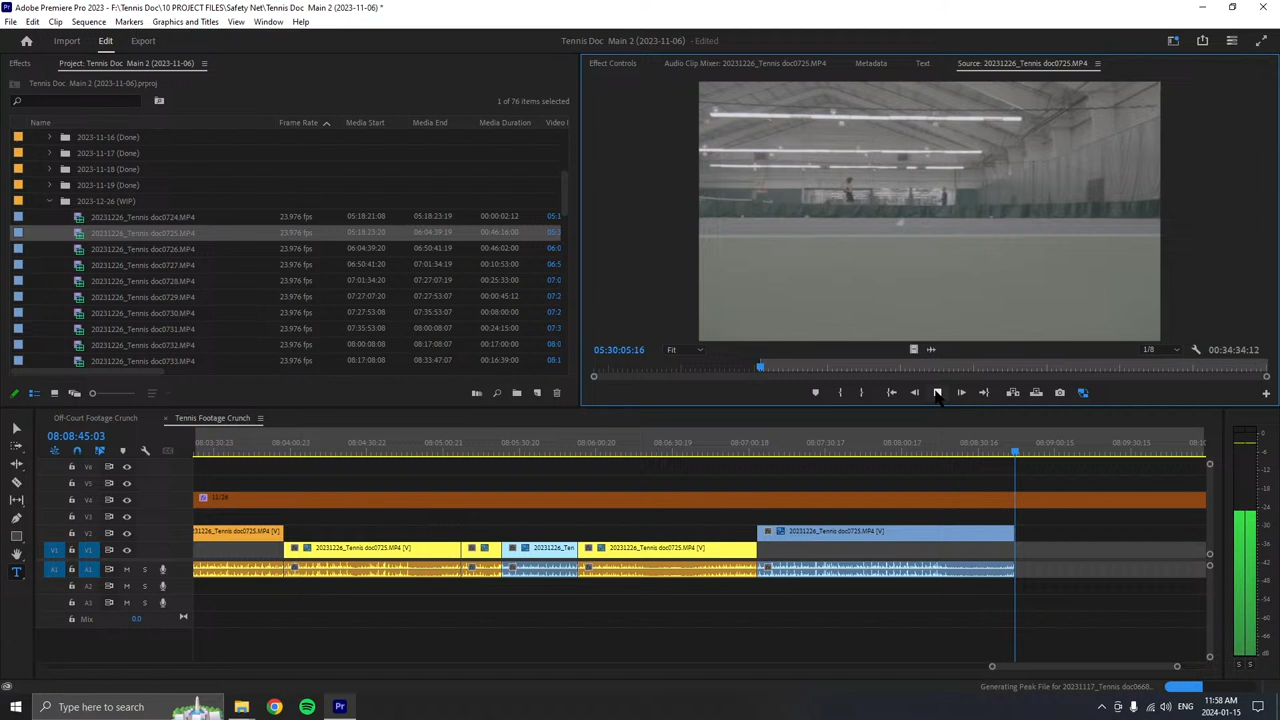 Adobe Premiere Pro 2023 - F:\Tennis Doc\10 PROJECT FILES\Safety Net\Tennis Doc  Main 2 (2023-11-06) *
File Edit Clip Sequence Markers Graphics and Titles View Window Help
Import Edit Export Tennis Doc Main 2 (2023-11-06) - Edited
Effects Project: Tennis Doc Main 2 (2023-11-06)
Effect Controls Audio Clip Mixer: 20231226_Tennis doc0725.MP4 Metadata Text Source: 20231226_Tennis doc0725.MP4
Tennis Doc Main 2 (2023-11-06).prproj
1 of 76 items selected
Name Frame Rate Media Start Media End Media Duration Video I
2023-11-16 (Done)
2023-11-17 (Done)
2023-11-18 (Done)
2023-11-19 (Done)
2023-12-26 (WIP)
20231226_Tennis doc0724.MP4 23.976 fps 05:18:21:08 05:18:23:19 00:00:02:12 05:1
20231226_Tennis doc0725.MP4 23.976 fps 05:18:23:20 06:04:39:19 00:46:16:00 05:3
20231226_Tennis doc0726.MP4 23.976 fps 06:04:39:20 06:50:41:19 00:46:02:00 06:0
20231226_Tennis doc0727.MP4 23.976 fps 06:50:41:20 07:01:34:19 00:10:53:00 06:5
20231226_Tennis doc0728.MP4 23.976 fps 07:01:34:20 07:27:07:19 00:25:33:00 07:0
20231226_Tennis doc0729.MP4 23.976 fps 07:27:07:20 07:27:53:07 00:00:45:12 07:2
20231226_Tennis doc0730.MP4 23.976 fps 07:27:53:08 07:35:53:07 00:08:00:00 07:2
20231226_Tennis doc0731.MP4 23.976 fps 07:35:53:08 08:00:08:07 00:24:15:00 07:3
20231226_Tennis doc0732.MP4 23.976 fps 08:00:08:08 08:17:08:07 00:17:00:00 08:0
20231226_Tennis doc0733.MP4 23.976 fps 08:17:08:08 08:33:47:07 00:16:39:00 08:1
05:30:05:16 Fit 1/8 00:34:34:12
Off-Court Footage Crunch × Tennis Footage Crunch
08:08:45:03
08:03:30:23 08:04:00:23 08:04:30:22 08:05:00:21 08:05:30:20 08:06:00:20 08:06:30:19 08:07:00:18 08:07:30:17 08:08:00:17 08:08:30:16 08:09:00:15 08:09:30:15 08:10
V6
V5
V4 11/26
V3
V2 31226_Tennis doc0725.MP4 [V] 20231226_Tennis doc0725.MP4 [V]
V1 V1 20231226_Tennis doc0725.MP4 [V] 20231226_Ten 20231226_Tennis doc0725.MP4 [V]
A1 A1 M S
A2 M S
A3 M S
Mix 0.0
0
-6
-12
-18
-24
-30
-36
-42
-48
-54
dB
S S
Generating Peak File for 20231117_Tennis doc0668...
Type here to search
ENG
11:58 AM
2024-01-15